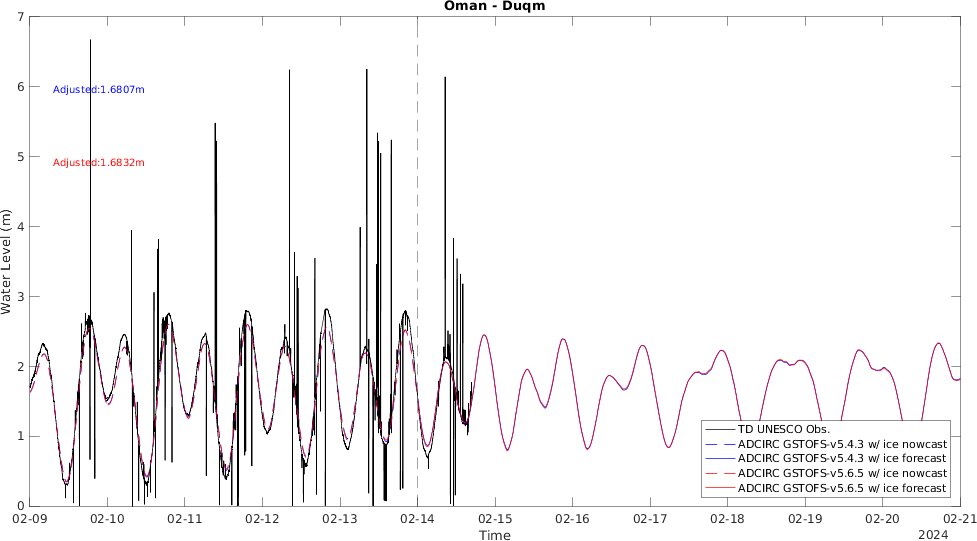 Oman - Duqm
7
6
5
4
3
2
1
0
Water Level (m)
Adjusted:1.6807m
Adjusted:1.6832m
TD UNESCO Obs.
ADCIRC GSTOFS-v5.4.3 w/ ice nowcast
ADCIRC GSTOFS-v5.4.3 w/ ice forecast
ADCIRC GSTOFS-v5.6.5 w/ ice nowcast
ADCIRC GSTOFS-v5.6.5 w/ ice forecast
02-09 02-10 02-11 02-12 02-13 02-14 02-15 02-16 02-17 02-18 02-19 02-20 02-21
Time
2024